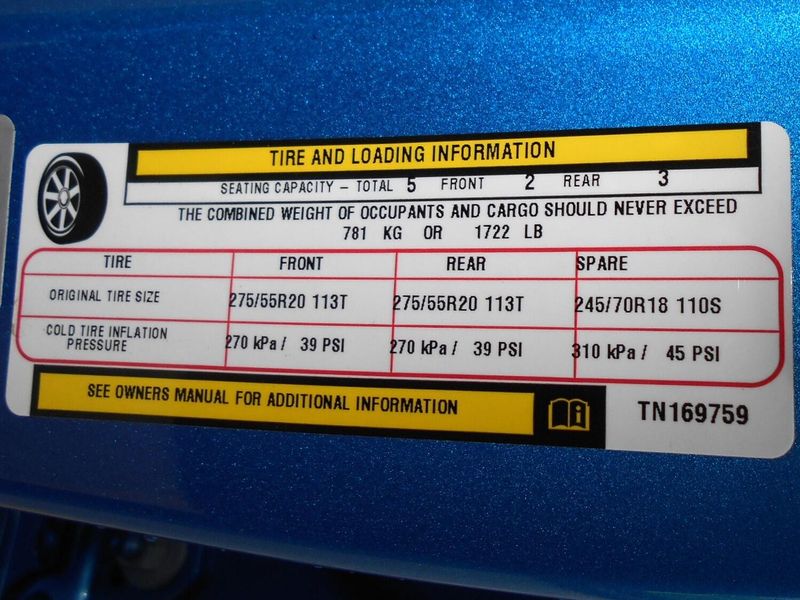 TIRE AND LOADING INFORMATION
SEATING CAPACITY – TOTAL 5 FRONT 2 REAR 3
THE COMBINED WEIGHT OF OCCUPANTS AND CARGO SHOULD NEVER EXCEED
781 KG OR 1722 LB
TIRE FRONT REAR SPARE
ORIGINAL TIRE SIZE 275/55R20 113T 275/55R20 113T 245/70R18 110S
COLD TIRE INFLATION
PRESSURE 270 kPa / 39 PSI 270 kPa / 39 PSI 310 kPa / 45 PSI
SEE OWNERS MANUAL FOR ADDITIONAL INFORMATION
TN169759